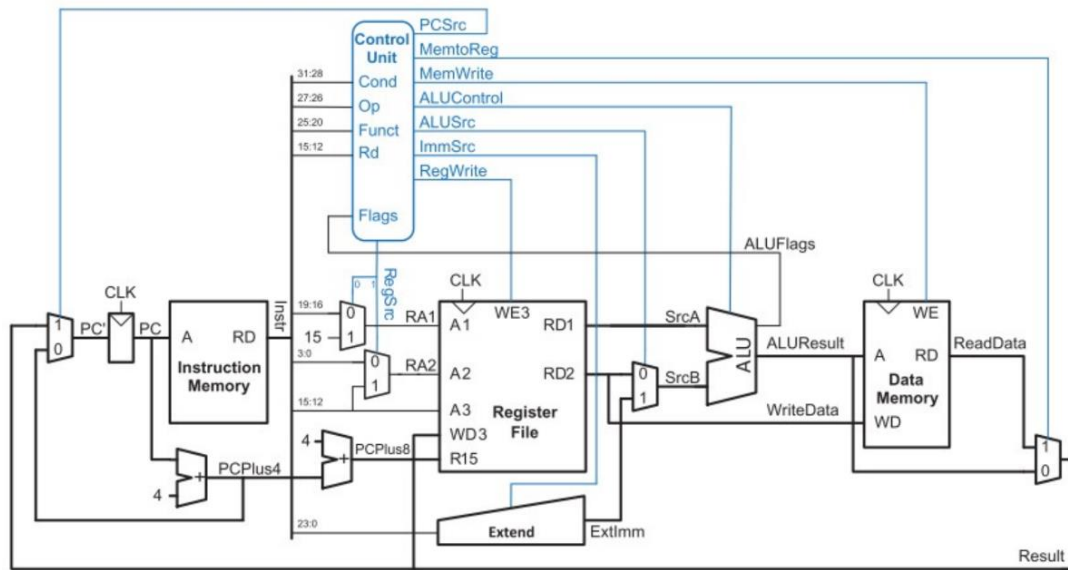 PCSrc
Control
Unit
MemtoReg
31:28
Cond
MemWrite
27:26
Op
ALUControl
25:20
Funct
ALUSrc
15:12
Rd
ImmSrc
RegWrite
Flags
ALUFlags
RegSrc
0 1
CLK
CLK
CLK
Instr
19:16
0
1
15
RA1
A1
WE3
RD1
SrcA
WE
1
0
PC'
PC
A
RD
Instruction
Memory
3:0
0
1
RA2
A2
RD2
0
1
SrcB
ALU
ALUResult
A
RD
ReadData
Data
Memory
15:12
A3
Register
File
WriteData
WD
WD3
4
+
PCPlus8
R15
1
0
PCPlus4
+
4
23:0
Extend
ExtImm
Result